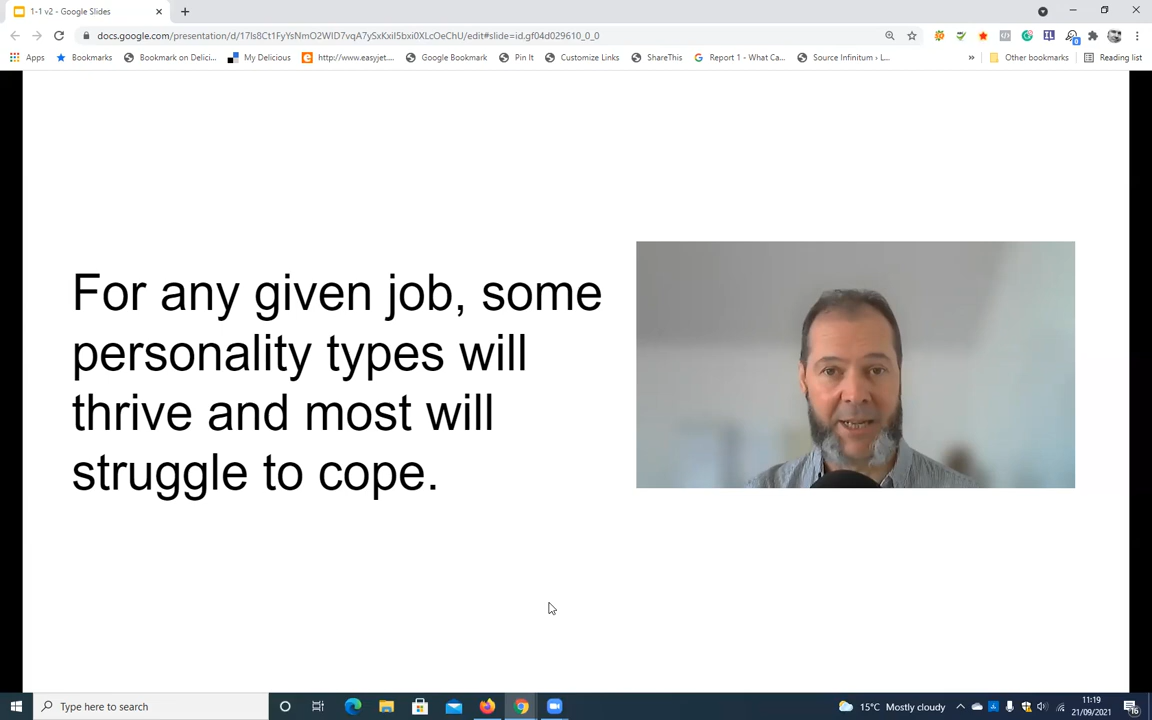 1-1 v2 - Google Slides
docs.google.com/presentation/d/17Is8Ct1FyYsNmO2WID7vqA7ySxKxiI5bxi0XLcOeChU/edit#slide=id.gf04d029610_0_0
Apps Bookmarks Bookmark on Delici... My Delicious http://www.easyjet.... Google Bookmark Pin It Customize Links ShareThis Report 1 - What Ca... Source Infinitum › L... » Other bookmarks Reading list
For any given job, some
personality types will
thrive and most will
struggle to cope.
Type here to search
15°C Mostly cloudy
11:19
21/09/2021
16